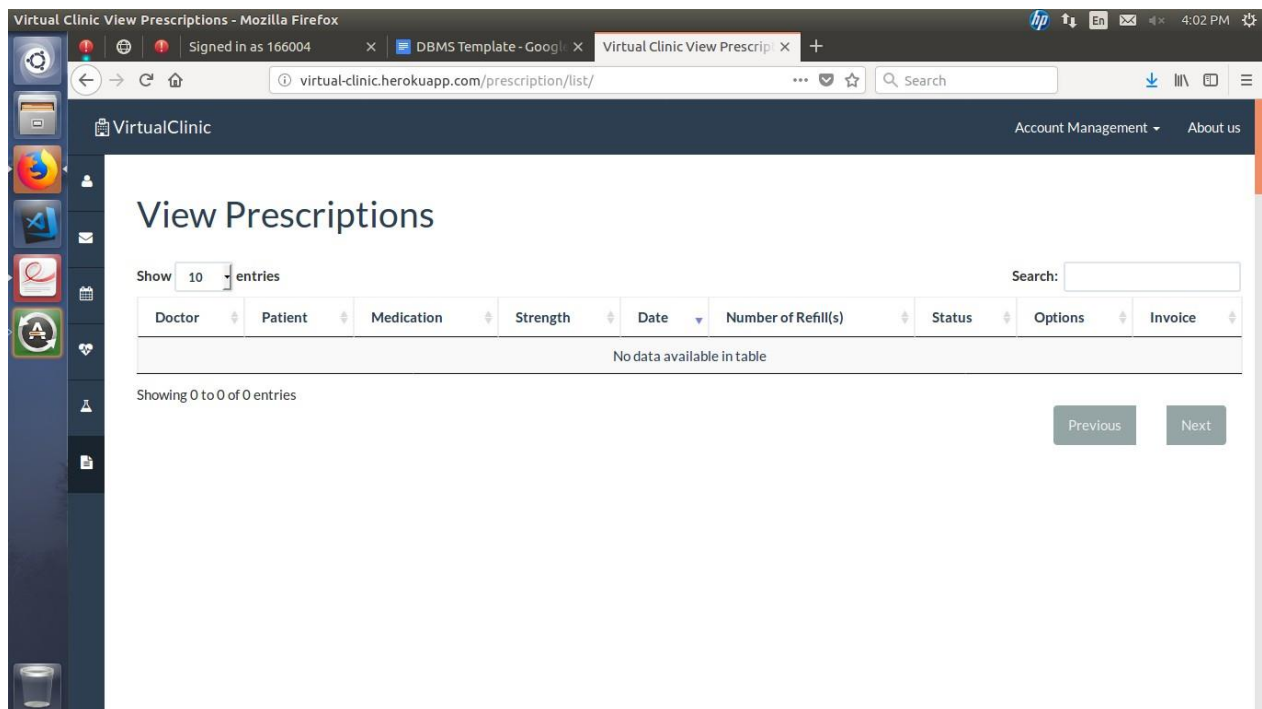 Virtual Clinic View Prescriptions - Mozilla Firefox
hp En 4:02 PM
Signed in as 166004 DBMS Template - Googl Virtual Clinic View Prescrip
virtual-clinic.herokuapp.com/prescription/list/ Search
VirtualClinic Account Management About us
View Prescriptions
Show 10 entries Search:
Doctor Patient Medication Strength Date Number of Refill(s) Status Options Invoice
No data available in table
Showing 0 to 0 of 0 entries
Previous Next